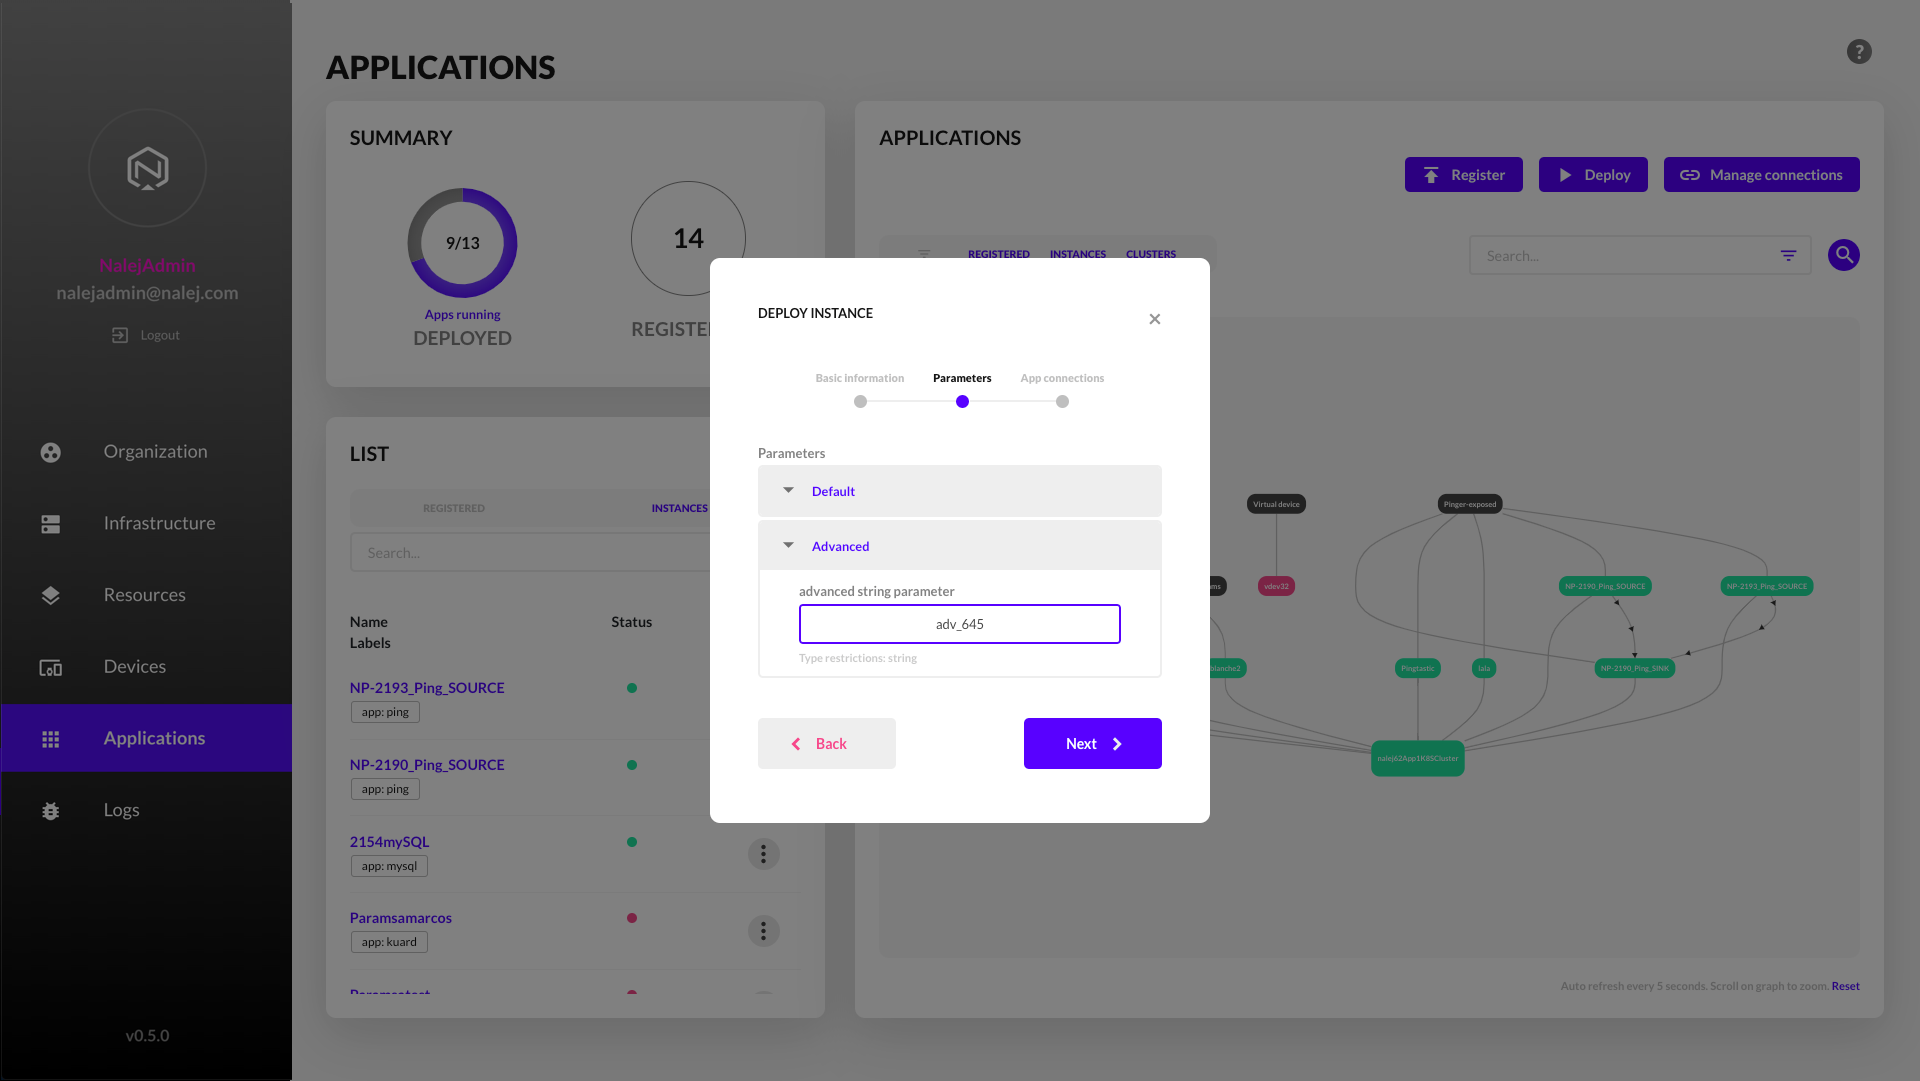 NalejAdmin
nalejadmin@nalej.com
Logout
Organization
Infrastructure
Resources
Devices
Applications
Logs
v0.5.0
APPLICATIONS
?
SUMMARY
9/13
Apps running
DEPLOYED
14
REGISTE
LIST
REGISTERED
INSTANCES
Search...
Name
Labels
Status
NP-2193_Ping_SOURCE
app: ping
NP-2190_Ping_SOURCE
app: ping
2154mySQL
app: mysql
Paramsamarcos
app: kuard
APPLICATIONS
Register
Deploy
Manage connections
REGISTERED
INSTANCES
CLUSTERS
Search...
DEPLOY INSTANCE
Basic information
Parameters
App connections
Parameters
Default
Advanced
advanced string parameter
adv_645
Type restrictions: string
Back
Next
Virtual device
Pinger-exposed
ms
vdev32
NP-2190_Ping_SOURCE
NP-2193_Ping_SOURCE
blanche2
Pingtastic
lala
NP-2190_Ping_SINK
nalej62App1K8SCluster
Auto refresh every 5 seconds. Scroll on graph to zoom. Reset